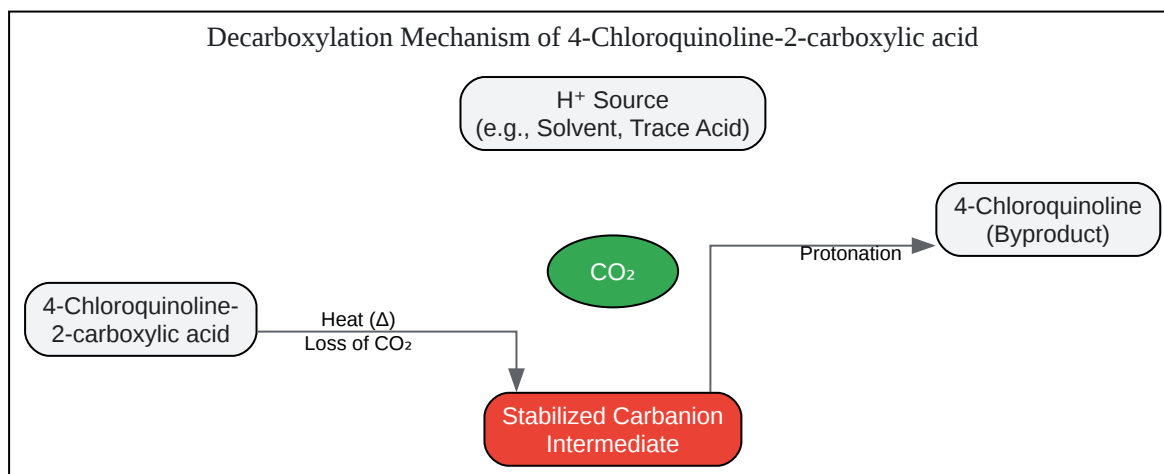 Decarboxylation Mechanism of 4-Chloroquinoline-2-carboxylic acid
H⁺ Source
(e.g., Solvent, Trace Acid)
4-Chloroquinoline
(Byproduct)
Protonation
CO₂
4-Chloroquinoline-
2-carboxylic acid
Heat (Δ)
Loss of CO₂
Stabilized Carbanion
Intermediate